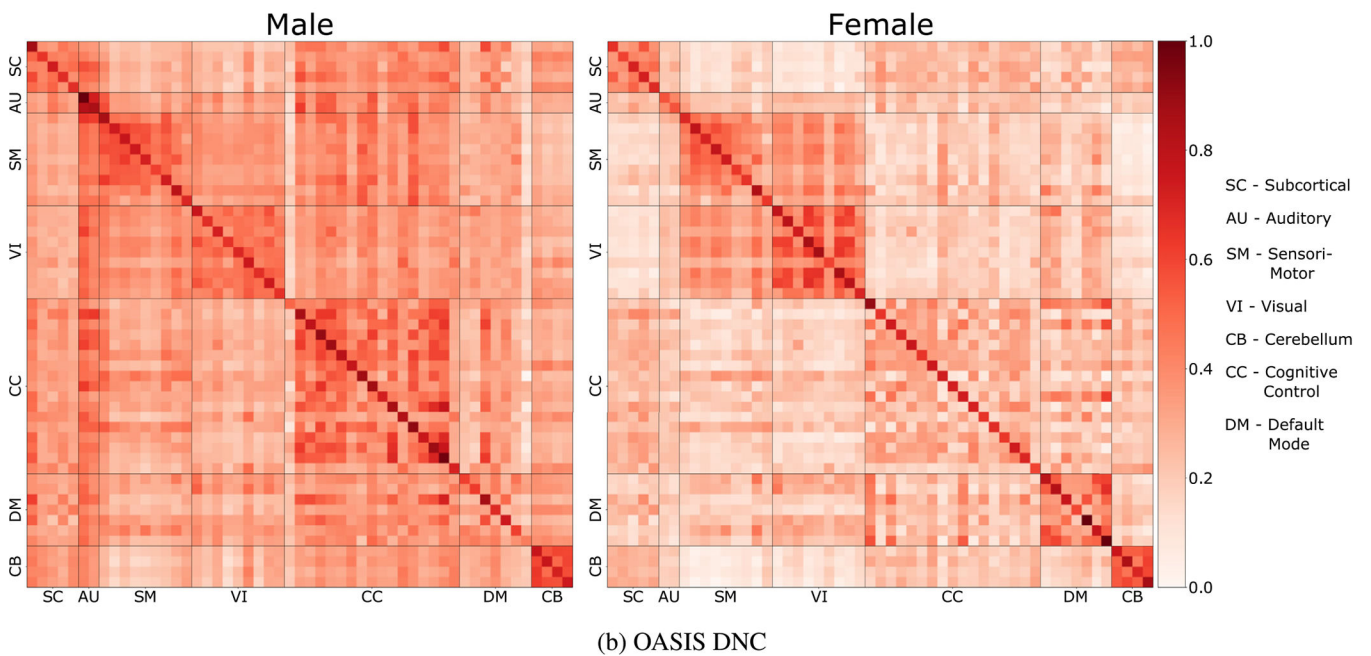 Male
Female
SC
AU
SM
VI
CC
DM
CB
SC AU SM VI CC DM CB
SC
AU
SM
VI
CC
DM
CB
SC AU SM VI CC DM CB
1.0
0.8
0.6
0.4
0.2
0.0
SC - Subcortical
AU - Auditory
SM - Sensori-
Motor
VI - Visual
CB - Cerebellum
CC - Cognitive
Control
DM - Default
Mode
(b) OASIS DNC